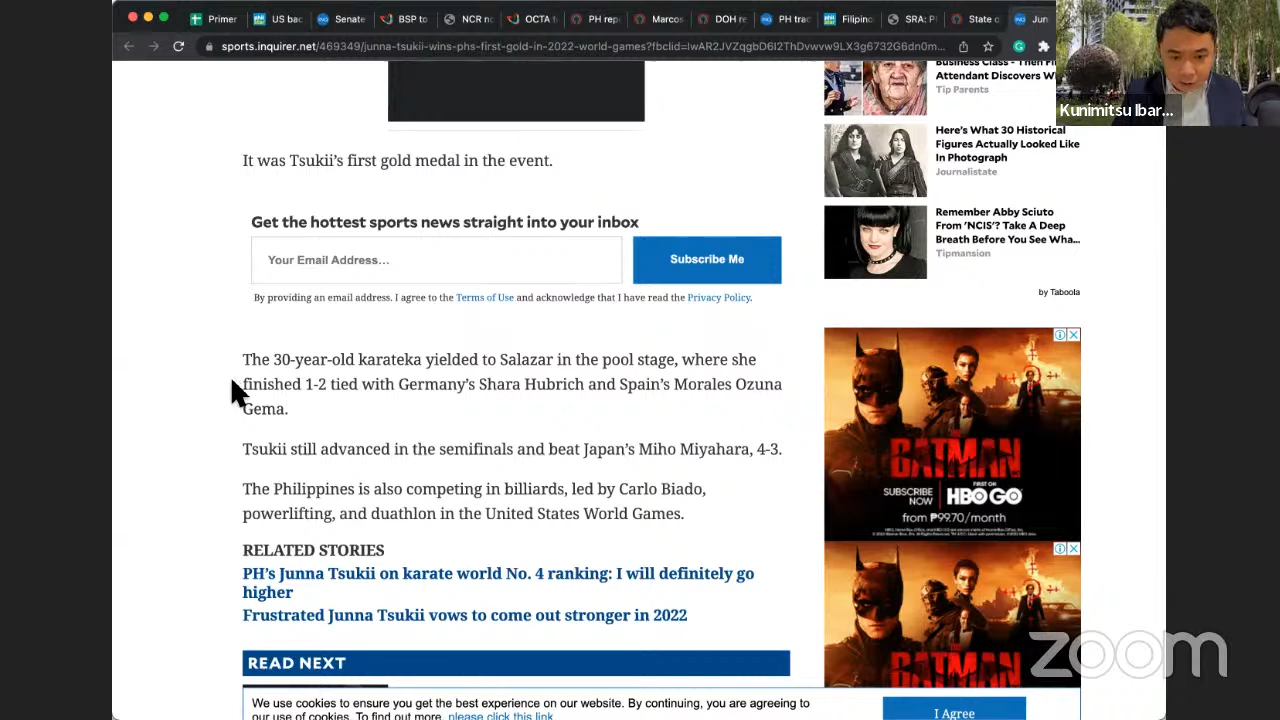 Primer
US bac
Senate
BSP to
NCR no
OCTA f
PH rep
Marcos
DOH re
PH tra
Filipino
SRA: P
State o
Jun
sports.inquirer.net/469349/junna-tsukii-wins-phs-first-gold-in-2022-world-games?fbclid=IwAR2JVZqgbD6I2ThDvwvw9LX3g6732G6dn0m...
Kunimitsu Ibar...
It was Tsukii's first gold medal in the event.
Get the hottest sports news straight into your inbox
Your Email Address...
Subscribe Me
By providing an email address. I agree to the Terms of Use and acknowledge that I have read the Privacy Policy.
The 30-year-old karateka yielded to Salazar in the pool stage, where she
finished 1-2 tied with Germany's Shara Hubrich and Spain's Morales Ozuna
Gema.
Tsukii still advanced in the semifinals and beat Japan's Miho Miyahara, 4-3.
The Philippines is also competing in billiards, led by Carlo Biado,
powerlifting, and duathlon in the United States World Games.
RELATED STORIES
PH's Junna Tsukii on karate world No. 4 ranking: I will definitely go
higher
Frustrated Junna Tsukii vows to come out stronger in 2022
READ NEXT
We use cookies to ensure you get the best experience on our website. By continuing, you are agreeing to
our use of cookies. To find out more, please click this link.
I Agree
Business Class - Then Fl
Attendant Discovers W
Tip Parents
Here's What 30 Historical
Figures Actually Looked Like
In Photograph
Journalistate
Remember Abby Sciuto
From 'NCIS'? Take A Deep
Breath Before You See Wha...
Tipmansion
by Taboola
THE BATMAN
SUBSCRIBE NOW
FIRST ON
HBO GO
from ₱99.70/month
THE BATMAN
zoom